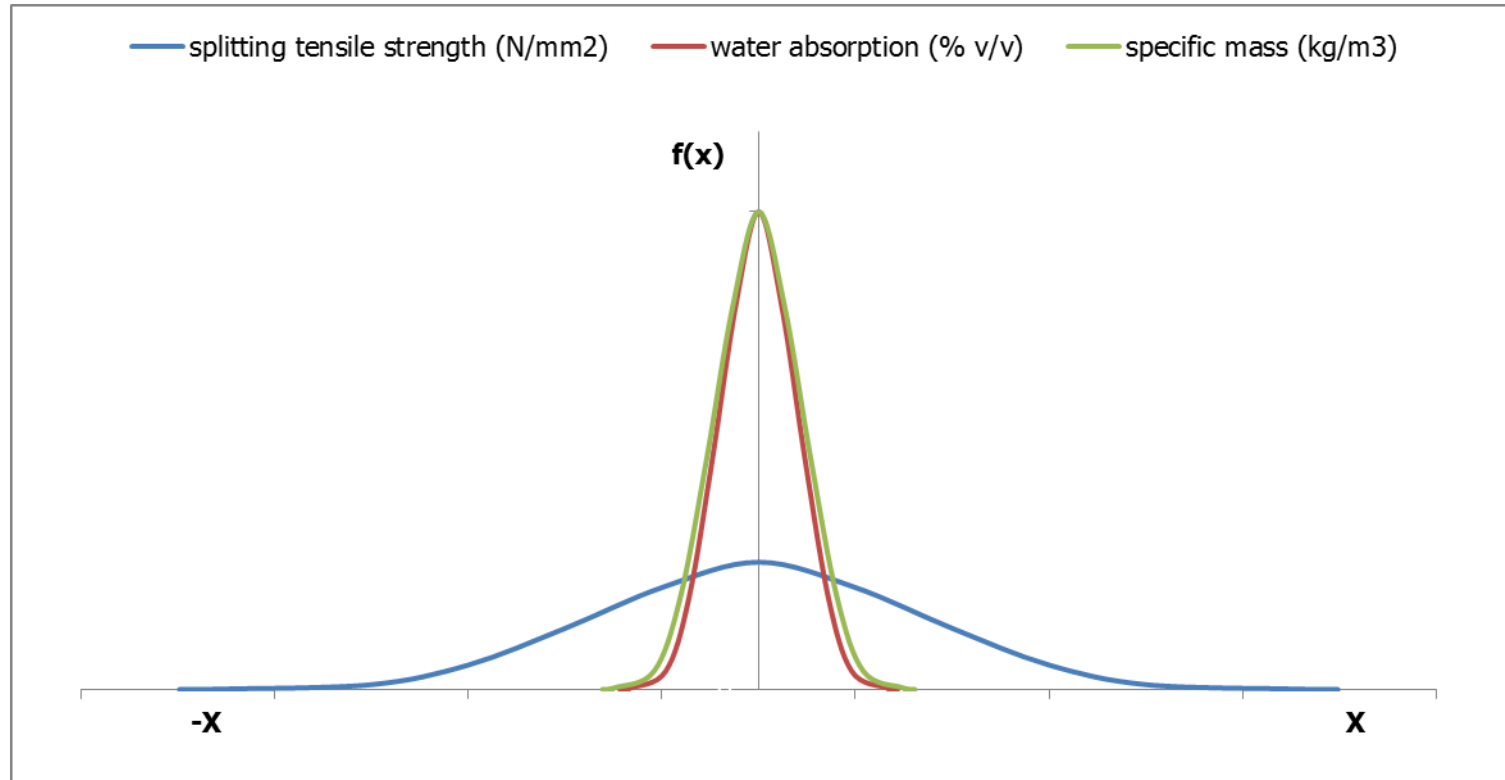 splitting tensile strength (N/mm2) water absorption (% v/v) specific mass (kg/m3)
f(x)
-X X